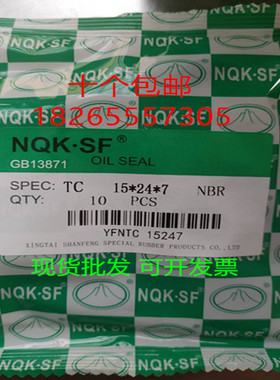 十个包邮
18265557305
NQK·SF®
GB13871 OIL SEAL
SPEC: TC 15*24*7 NBR
QTY: 10 PCS
YFNTC 15247
XINGTAI SHANFENG SPECIAL RUBBER PRODUCTS CO.,LTD
现货批发 可开发票
NQK·SF
NQK·SF
NQK·SF